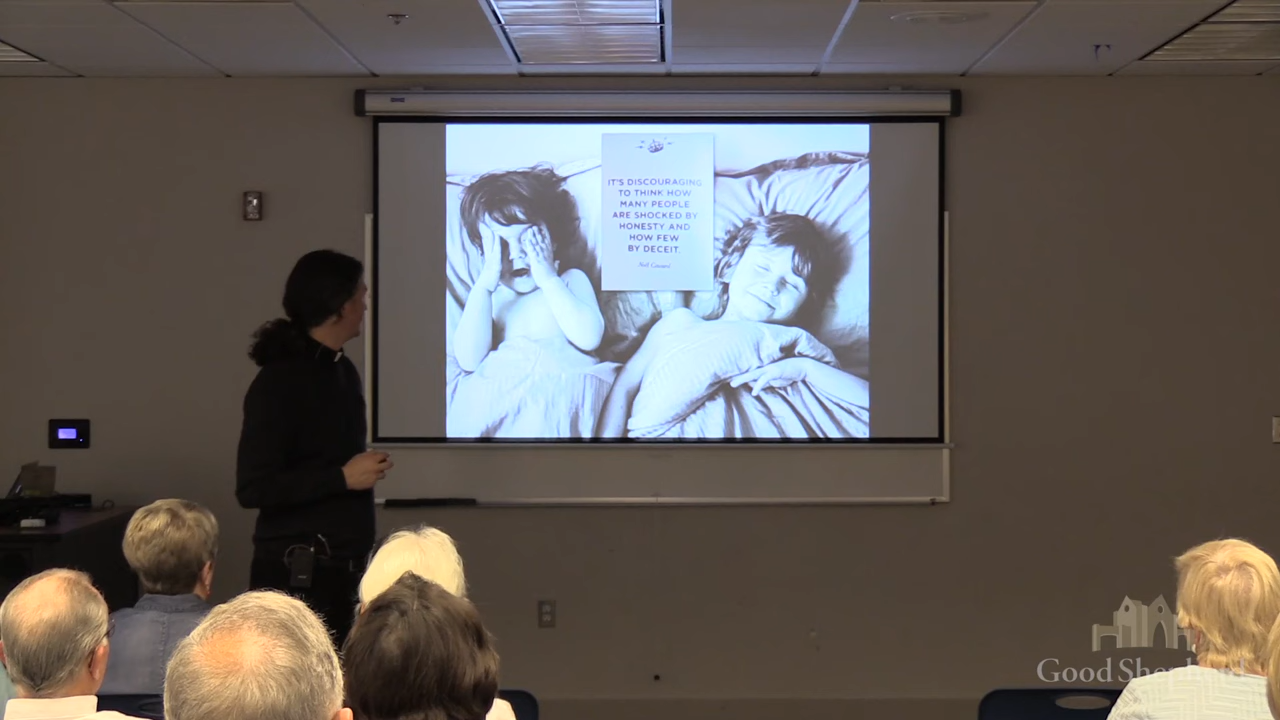 IT'S DISCOURAGING
TO THINK HOW
MANY PEOPLE
ARE SHOCKED BY
HONESTY AND
HOW FEW
BY DECEIT.
Good Shepherd